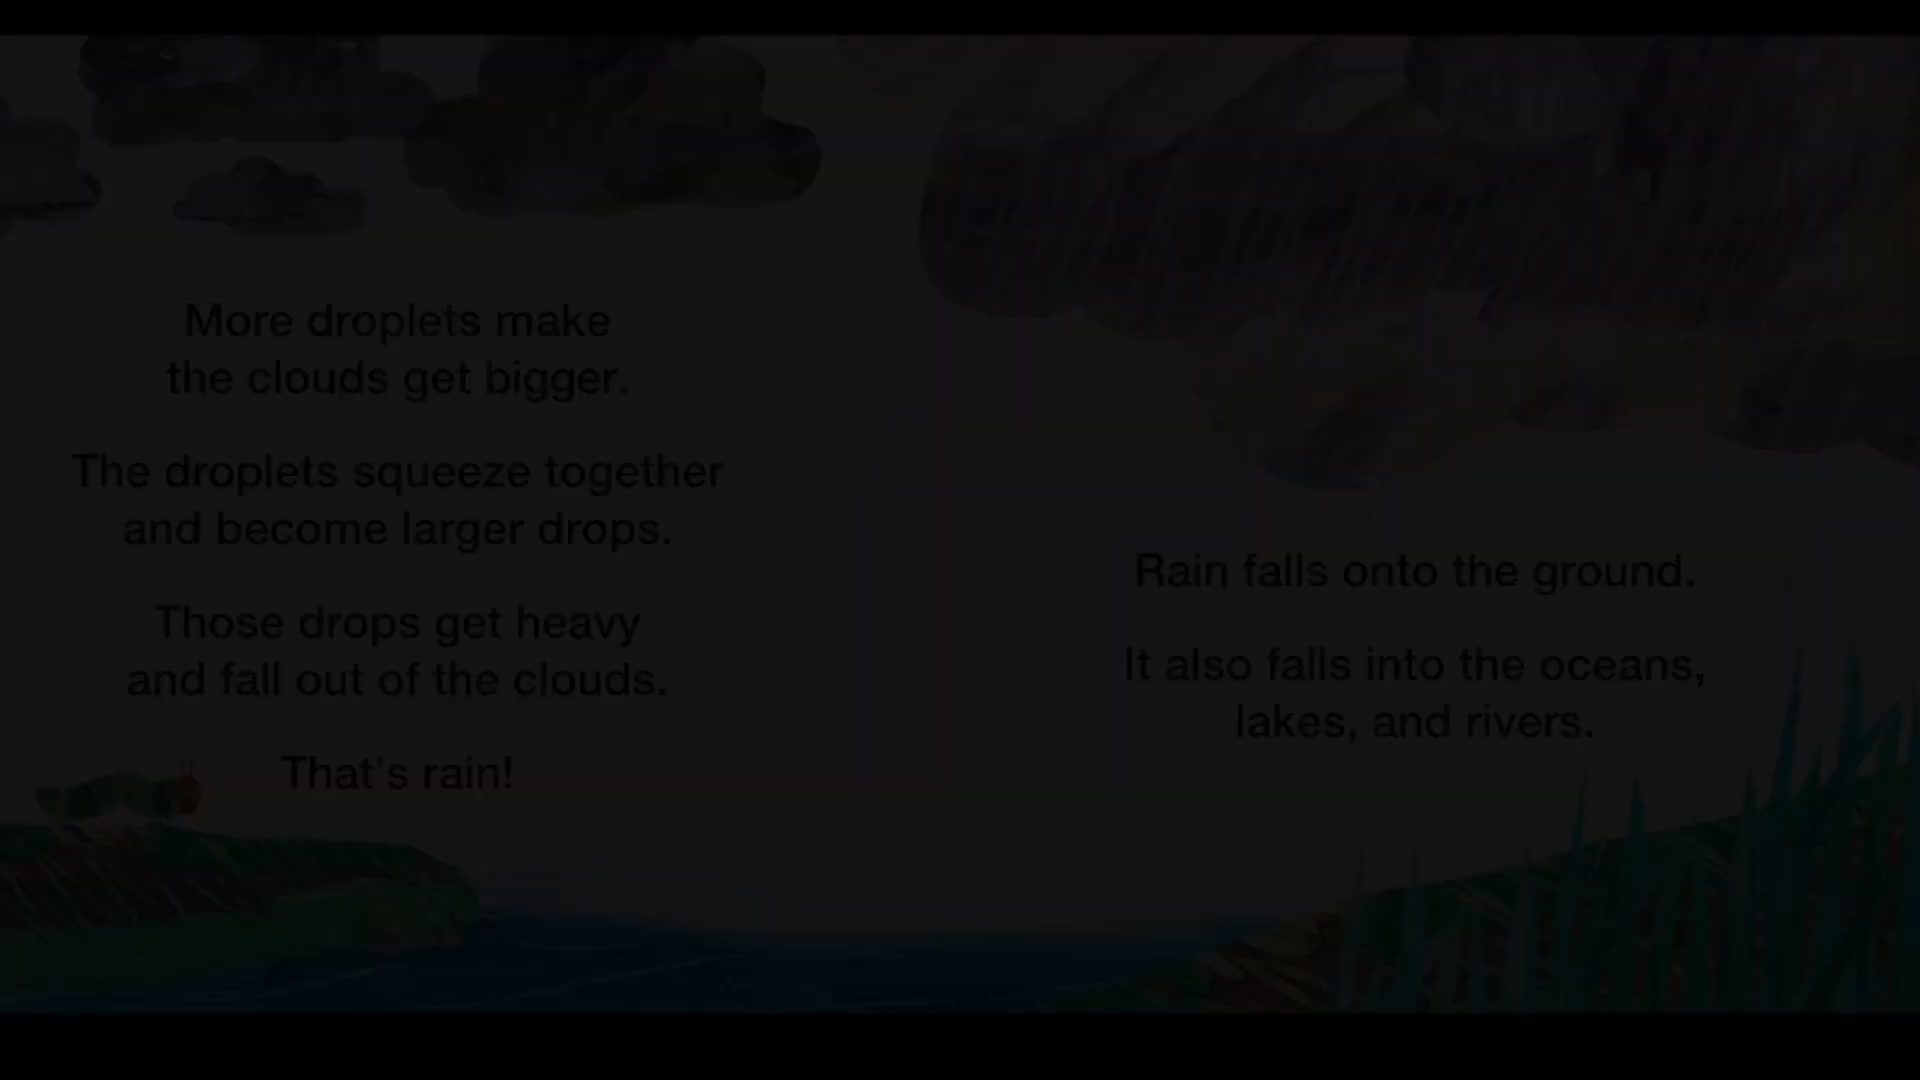 More droplets make
the clouds get bigger.
The droplets squeeze together
and become larger drops.
Those drops get heavy
and fall out of the clouds.
That's rain!
Rain falls onto the ground.
It also falls into the oceans,
lakes, and rivers.